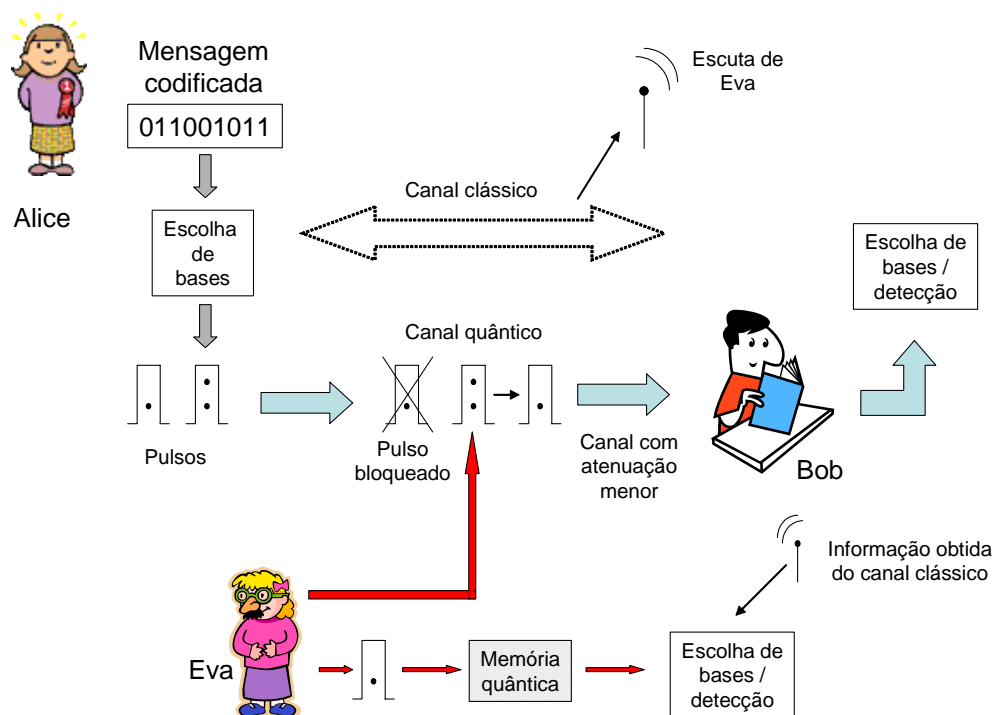 Mensagem
codificada
011001011
Alice
Escuta de
Eva
Canal clássico
Escolha
de
bases
Escolha de
bases /
detecção
Canal quântico
Pulsos
Pulso
bloqueado
Canal com
atenuação
menor
Bob
Informação obtida
do canal clássico
Eva
Memória
quântica
Escolha de
bases /
detecção